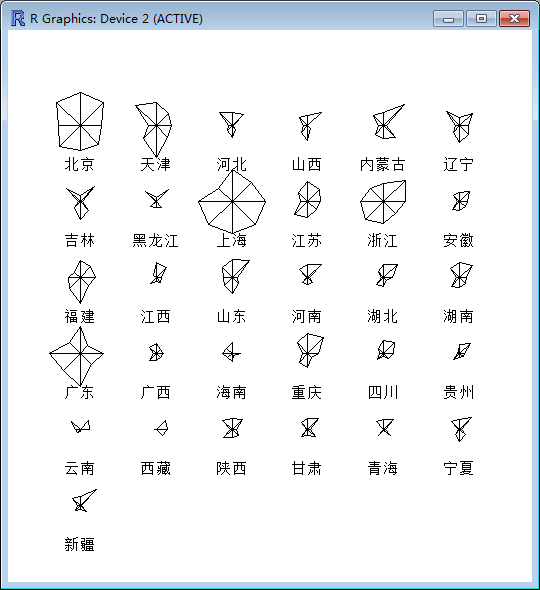 R Graphics: Device 2 (ACTIVE)
北京 天津 河北 山西 内蒙古 辽宁
吉林 黑龙江 上海 江苏 浙江 安徽
福建 江西 山东 河南 湖北 湖南
广东 广西 海南 重庆 四川 贵州
云南 西藏 陕西 甘肃 青海 宁夏
新疆